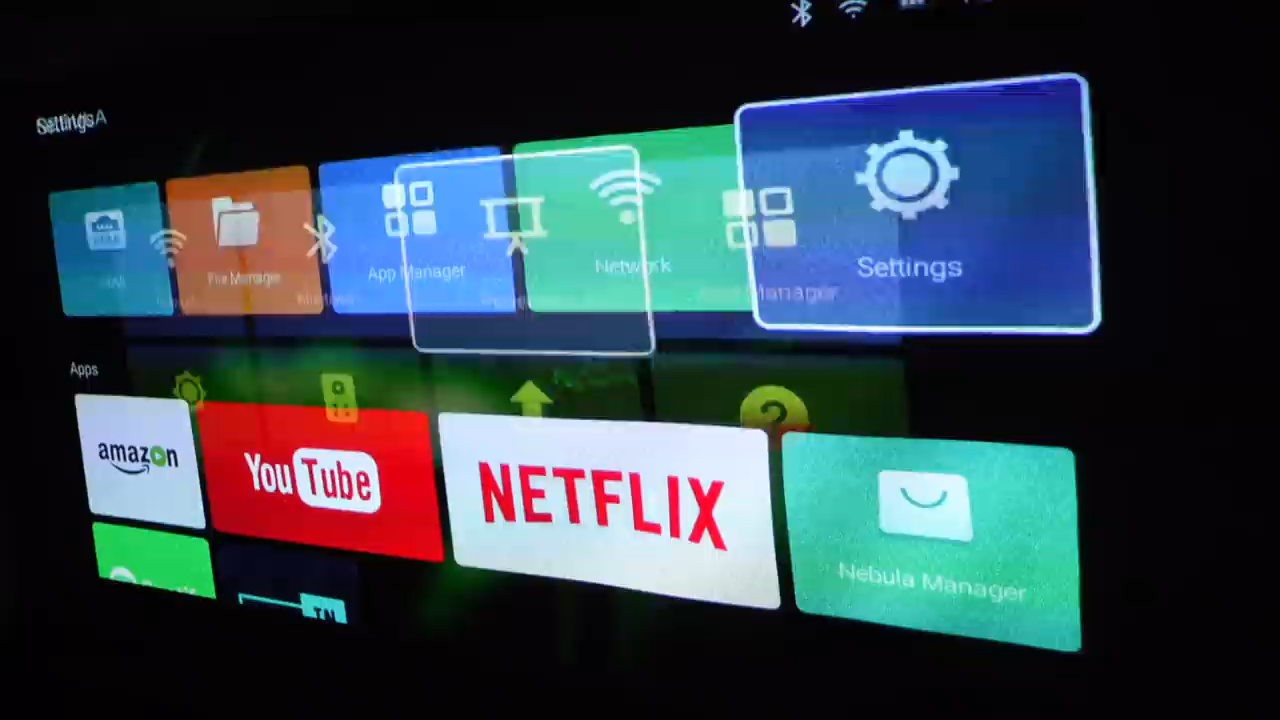 Settings
File Manager
App Manager
Network
Manager
Settings
Apps
amazon
YouTube
NETFLIX
Nebula Manager